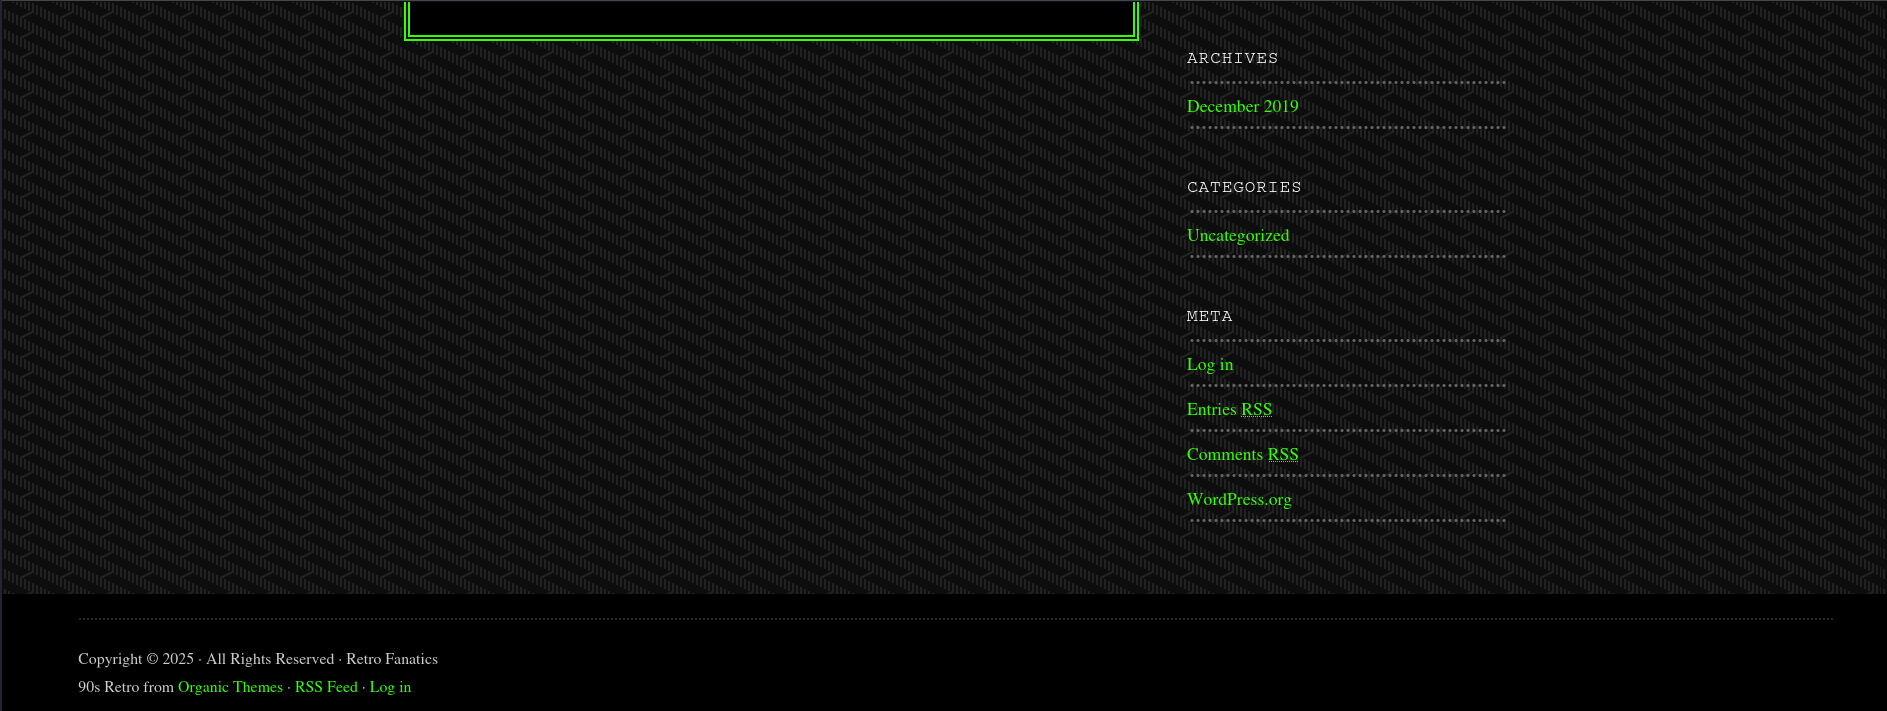 ARCHIVES
December 2019
CATEGORIES
Uncategorized
META
Log in
Entries RSS
Comments RSS
WordPress.org
Copyright © 2025 · All Rights Reserved · Retro Fanatics
90s Retro from Organic Themes · RSS Feed · Log in